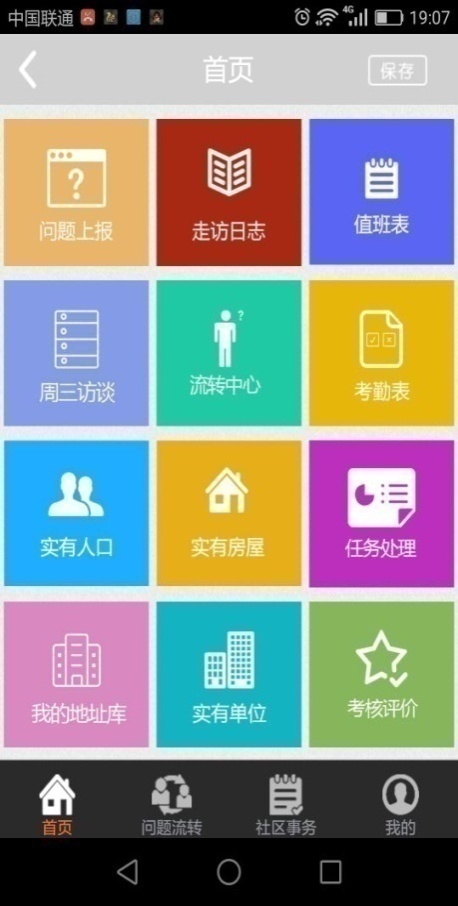 中国联通
4G
19:07
首页
保存
问题上报
走访日志
值班表
周三访谈
流转中心
考勤表
实有人口
实有房屋
任务处理
我的地址库
实有单位
考核评价
首页
问题流转
社区事务
我的